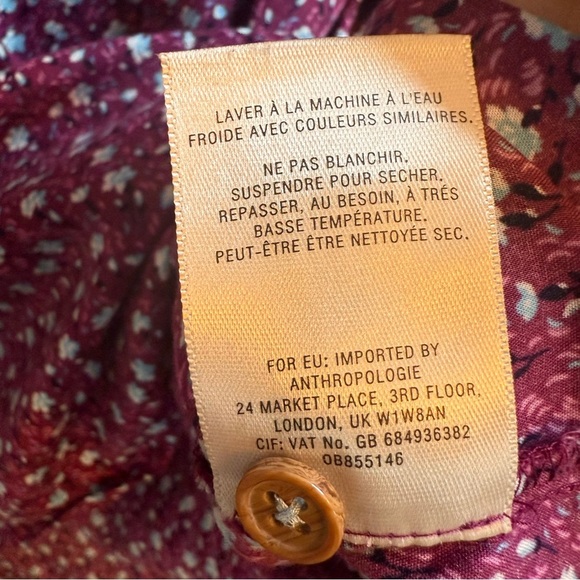 LAVER À LA MACHINE À L'EAU
FROIDE AVEC COULEURS SIMILAIRES.
NE PAS BLANCHIR.
SUSPENDRE POUR SECHER.
REPASSER, AU BESOIN, À TRÉS
BASSE TEMPÉRATURE.
PEUT-ÊTRE ÊTRE NETTOYÉE SEC.
FOR EU: IMPORTED BY
ANTHROPOLOGIE
24 MARKET PLACE, 3RD FLOOR,
LONDON, UK W1W8AN
CIF: VAT No. GB 684936382
OB855146